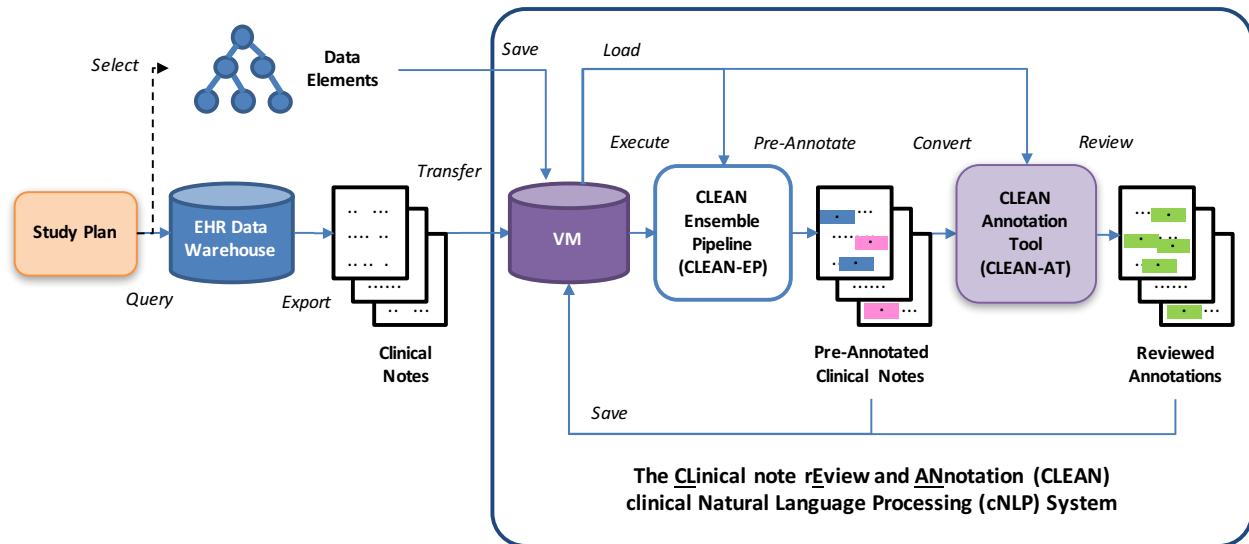 Select
Data
Elements
Save
Load
Execute
Pre-Annotate
Convert
Review
Transfer
Study Plan
EHR Data
Warehouse
VM
CLEAN
Ensemble
Pipeline
(CLEAN-EP)
CLEAN
Annotation
Tool
(CLEAN-AT)
Query
Export
Clinical
Notes
Pre-Annotated
Clinical Notes
Reviewed
Annotations
Save
The CLinical note rEview and ANnotation (CLEAN)
clinical Natural Language Processing (cNLP) System